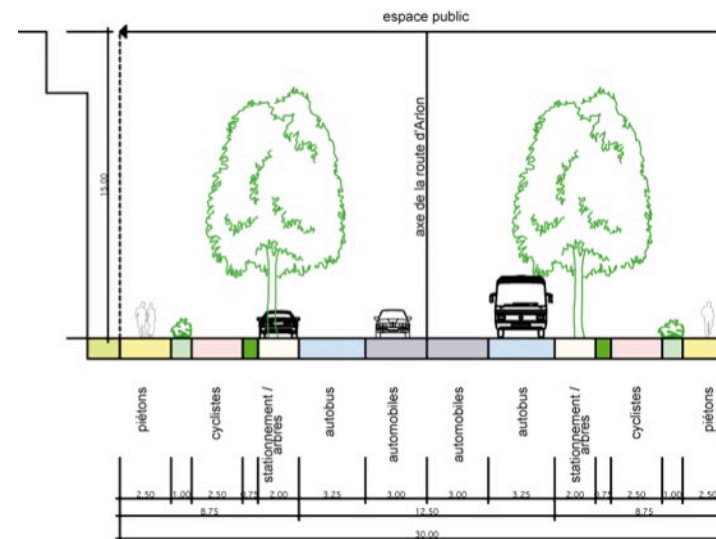 espace public
15.00
axe de la route d'Arlon
piétons
cyclistes
stationnement /
arbres
autobus
automobiles
automobiles
autobus
stationnement /
arbres
cyclistes
piétons
2.50 1.00 2.50 0.75 2.00 3.25 3.00 3.00 3.25 2.00 0.75 2.50 1.00 2.50
8.75 12.50 8.75
30.00